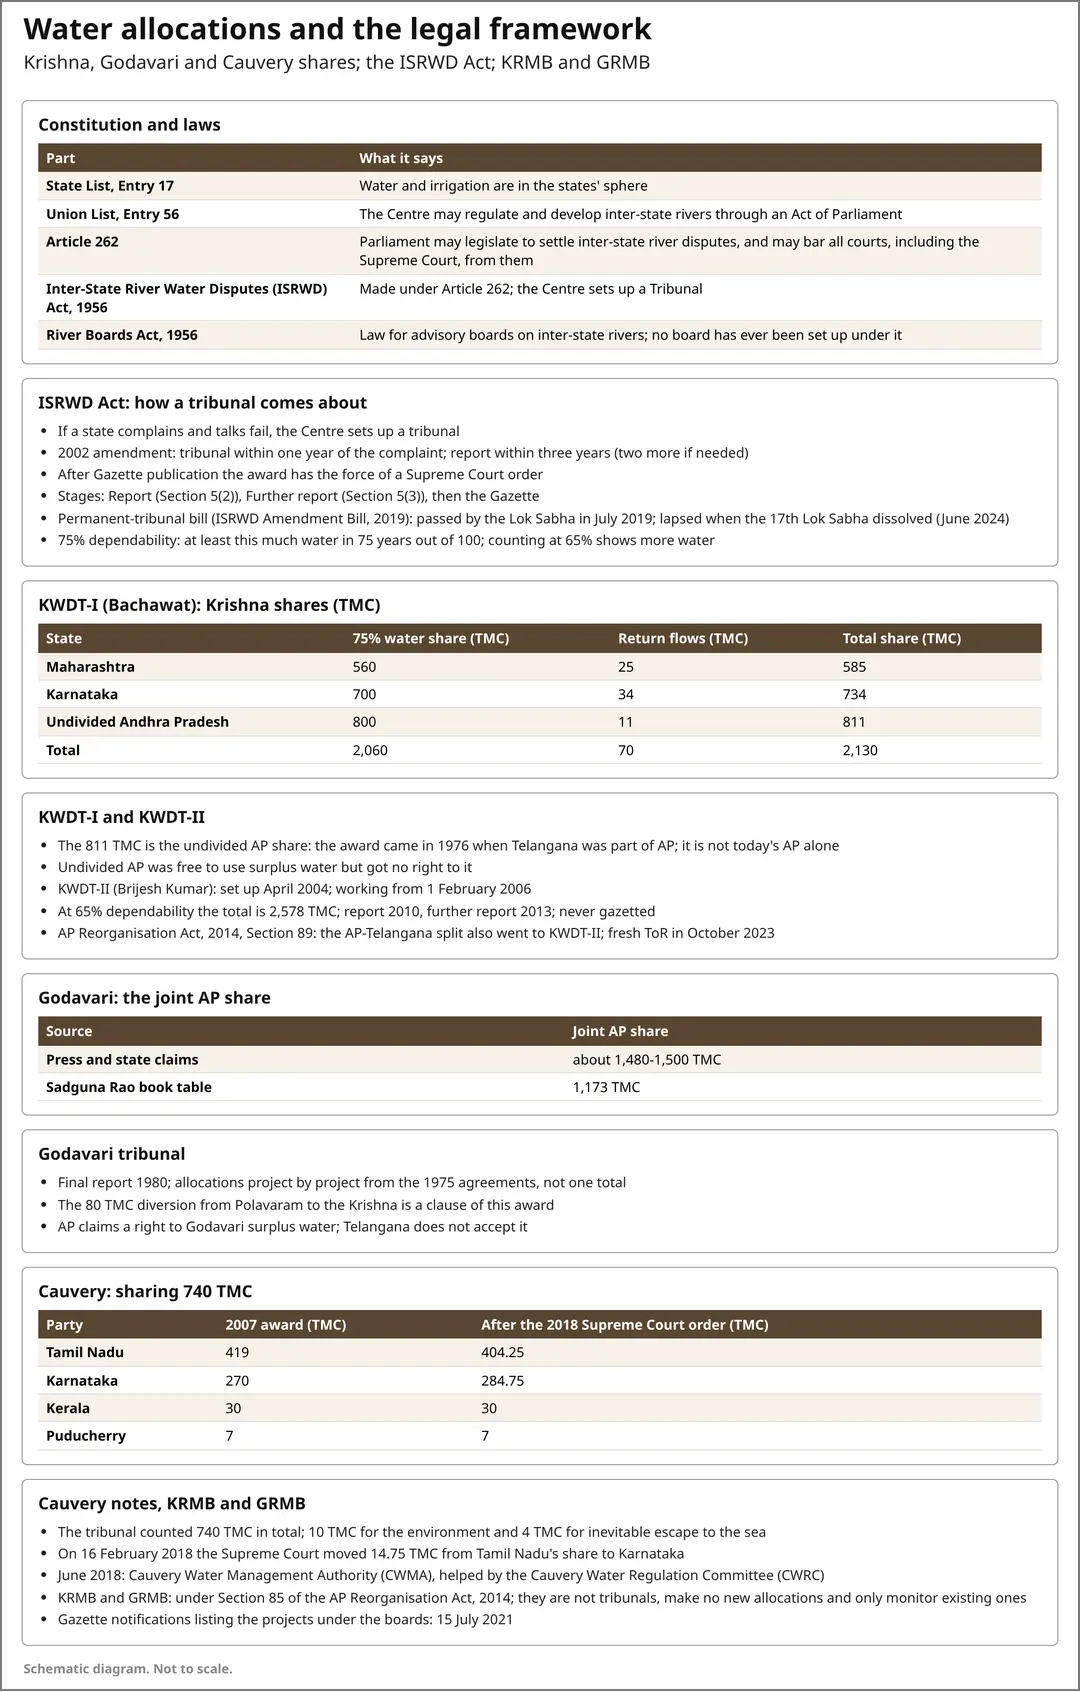 Water allocations and the legal framework
Krishna, Godavari and Cauvery shares; the ISRWD Act; KRMB and GRMB
Constitution and laws
Part What it says
State List, Entry 17 Water and irrigation are in the states' sphere
Union List, Entry 56 The Centre may regulate and develop inter-state rivers through an Act of Parliament
Article 262 Parliament may legislate to settle inter-state river disputes, and may bar all courts, including the
Supreme Court, from them
Inter-State River Water Disputes (ISRWD) Made under Article 262; the Centre sets up a Tribunal
Act, 1956
River Boards Act, 1956 Law for advisory boards on inter-state rivers; no board has ever been set up under it
ISRWD Act: how a tribunal comes about
• If a state complains and talks fail, the Centre sets up a tribunal
• 2002 amendment: tribunal within one year of the complaint; report within three years (two more if needed)
• After Gazette publication the award has the force of a Supreme Court order
• Stages: Report (Section 5(2)), Further report (Section 5(3)), then the Gazette
• Permanent-tribunal bill (ISRWD Amendment Bill, 2019): passed by the Lok Sabha in July 2019; lapsed when the 17th Lok Sabha dissolved (June 2024)
• 75% dependability: at least this much water in 75 years out of 100; counting at 65% shows more water
KWDT-I (Bachawat): Krishna shares (TMC)
State 75% water share (TMC) Return flows (TMC) Total share (TMC)
Maharashtra 560 25 585
Karnataka 700 34 734
Undivided Andhra Pradesh 800 11 811
Total 2,060 70 2,130
KWDT-I and KWDT-II
• The 811 TMC is the undivided AP share: the award came in 1976 when Telangana was part of AP; it is not today's AP alone
• Undivided AP was free to use surplus water but got no right to it
• KWDT-II (Brijesh Kumar): set up April 2004; working from 1 February 2006
• At 65% dependability the total is 2,578 TMC; report 2010, further report 2013; never gazetted
• AP Reorganisation Act, 2014, Section 89: the AP-Telangana split also went to KWDT-II; fresh ToR in October 2023
Godavari: the joint AP share
Source Joint AP share
Press and state claims about 1,480-1,500 TMC
Sadguna Rao book table 1,173 TMC
Godavari tribunal
• Final report 1980; allocations project by project from the 1975 agreements, not one total
• The 80 TMC diversion from Polavaram to the Krishna is a clause of this award
• AP claims a right to Godavari surplus water; Telangana does not accept it
Cauvery: sharing 740 TMC
Party 2007 award (TMC) After the 2018 Supreme Court order (TMC)
Tamil Nadu 419 404.25
Karnataka 270 284.75
Kerala 30 30
Puducherry 7 7
Cauvery notes, KRMB and GRMB
• The tribunal counted 740 TMC in total; 10 TMC for the environment and 4 TMC for inevitable escape to the sea
• On 16 February 2018 the Supreme Court moved 14.75 TMC from Tamil Nadu's share to Karnataka
• June 2018: Cauvery Water Management Authority (CWMA), helped by the Cauvery Water Regulation Committee (CWRC)
• KRMB and GRMB: under Section 85 of the AP Reorganisation Act, 2014; they are not tribunals, make no new allocations and only monitor existing ones
• Gazette notifications listing the projects under the boards: 15 July 2021
Schematic diagram. Not to scale.